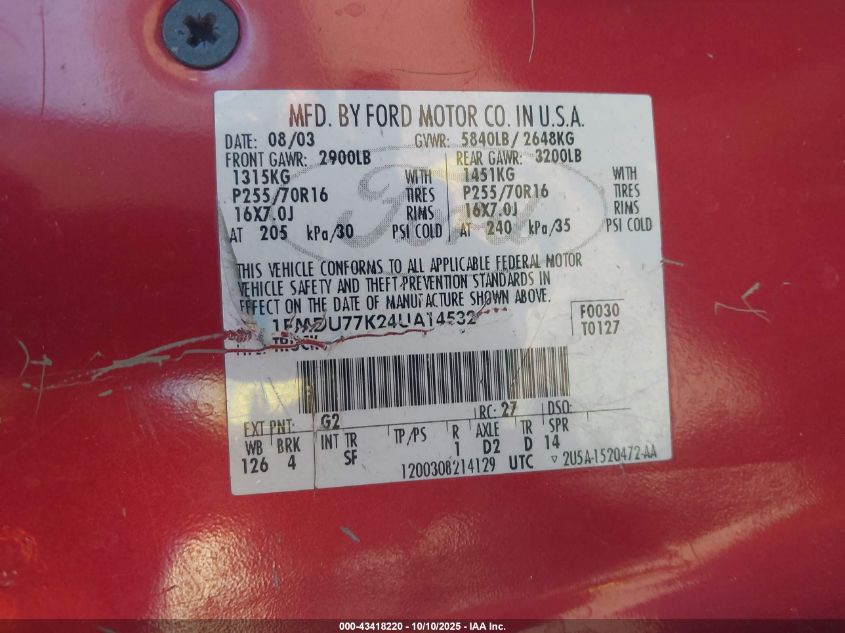 MFD. BY FORD MOTOR CO. IN U.S.A.
DATE: 08/03 GVWR: 5840LB/ 2648KG
FRONT GAWR: 2900LB REAR GAWR: 3200LB
1315KG WITH 1451KG WITH
P255/70R16 TIRES P255/70R16 TIRES
16X7.0J RIMS 16X7.0J RIMS
AT 205 kPa/30 PSI COLD AT 240 kPa/35 PSI COLD
Ford
THIS VEHICLE CONFORMS TO ALL APPLICABLE FEDERAL MOTOR
VEHICLE SAFETY AND THEFT PREVENTION STANDARDS IN
EFFECT ON THE DATE OF MANUFACTURE SHOWN ABOVE.
1FMDU77K24UA14532 F0030
TRUCK T0127
EXT PNT: G2 RC: 27 DSO:
WB BRK INT TR TP/PS R AXLE TR SPR
126 4 SF 1 D2 D 14
1200308214129 UTC ▽ 2U5A-1520472-AA
000-43418220 - 10/10/2025 - IAA Inc.